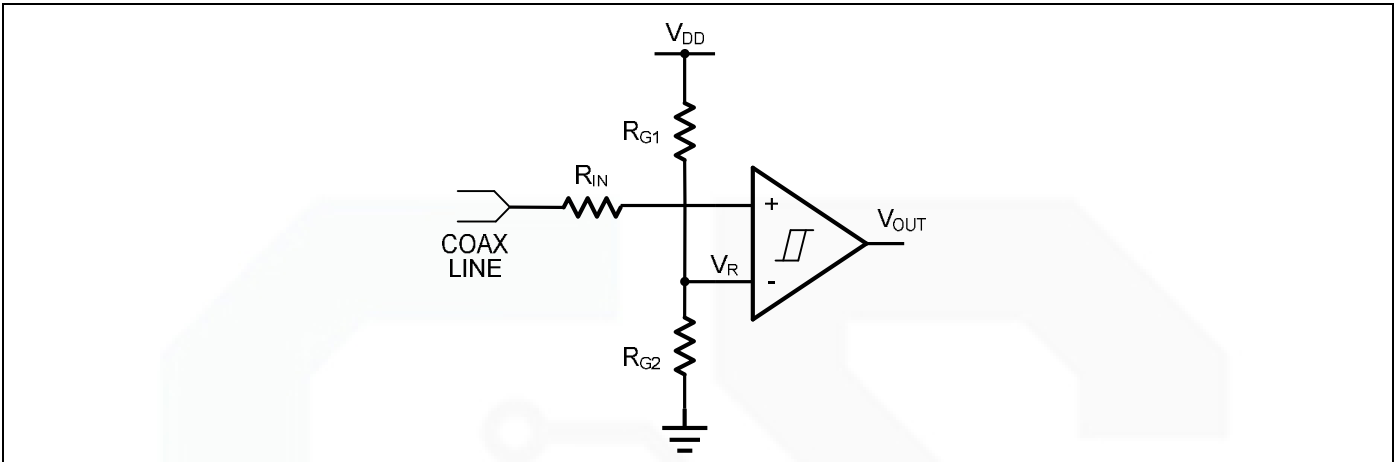 VDD
RG1
RIN
+
COAX
LINE
VOUT
VR
-
RG2